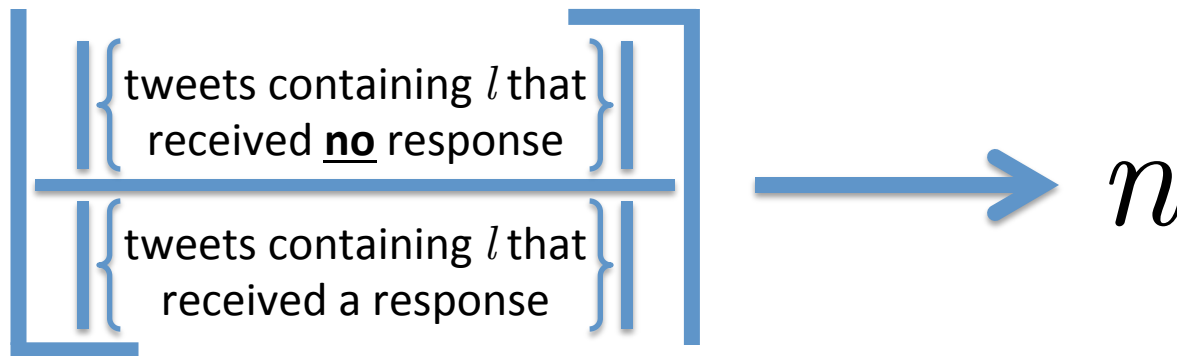 tweets containing l that
received no response
tweets containing l that
received a response
n